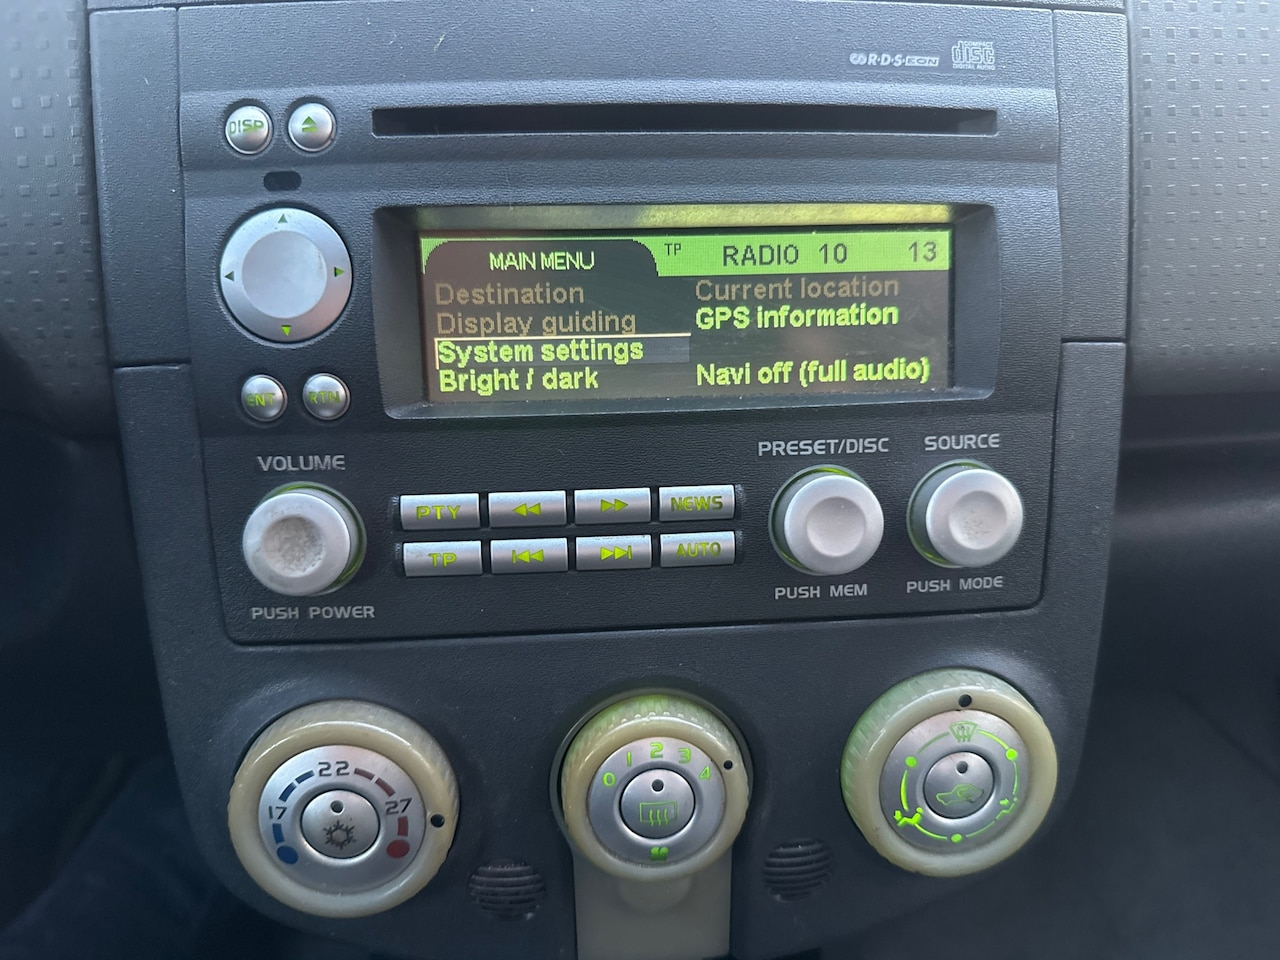 R·D·S EON
COMPACT
disc
DIGITAL AUDIO
DISP
MAIN MENU
TP
RADIO 10
13
Destination
Current location
Display guiding
GPS information
System settings
Bright / dark
Navi off (full audio)
ENT
RTN
VOLUME
PUSH POWER
PTY
NEWS
TP
AUTO
PRESET/DISC
PUSH MEM
SOURCE
PUSH MODE
17
22
27
0
1
2
3
4